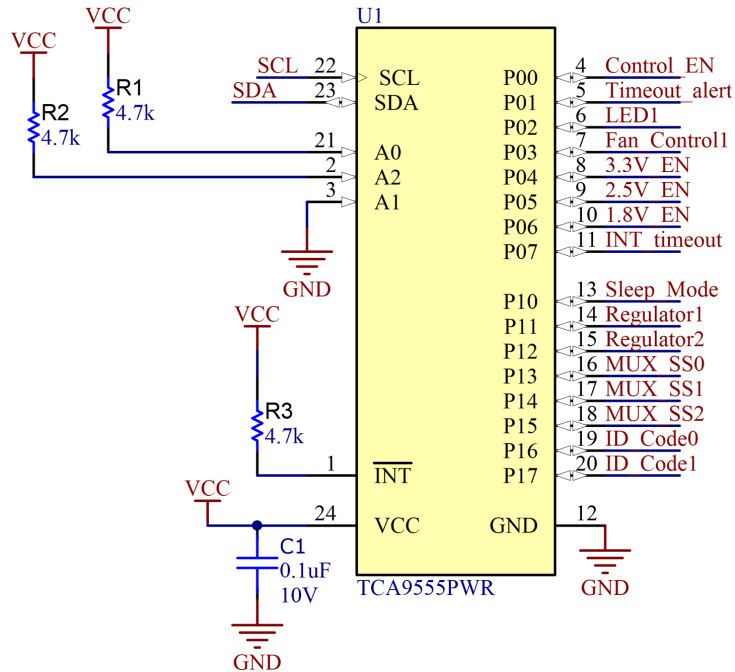 U1
VCC
VCC
R1
4.7k
R2
4.7k
SCL 22 SCL
SDA 23 SDA
21 A0
2 A2
3 A1
GND
P00 4 Control_EN
P01 5 Timeout_alert
P02 6 LED1
P03 7 Fan_Control1
P04 8 3.3V_EN
P05 9 2.5V_EN
P06 10 1.8V_EN
P07 11 INT_timeout
P10 13 Sleep_Mode
P11 14 Regulator1
P12 15 Regulator2
P13 16 MUX_SS0
P14 17 MUX_SS1
P15 18 MUX_SS2
P16 19 ID_Code0
P17 20 ID_Code1
VCC
R3
4.7k
1 INT
VCC
24 VCC
GND 12
GND
C1
0.1uF
10V
GND
TCA9555PWR